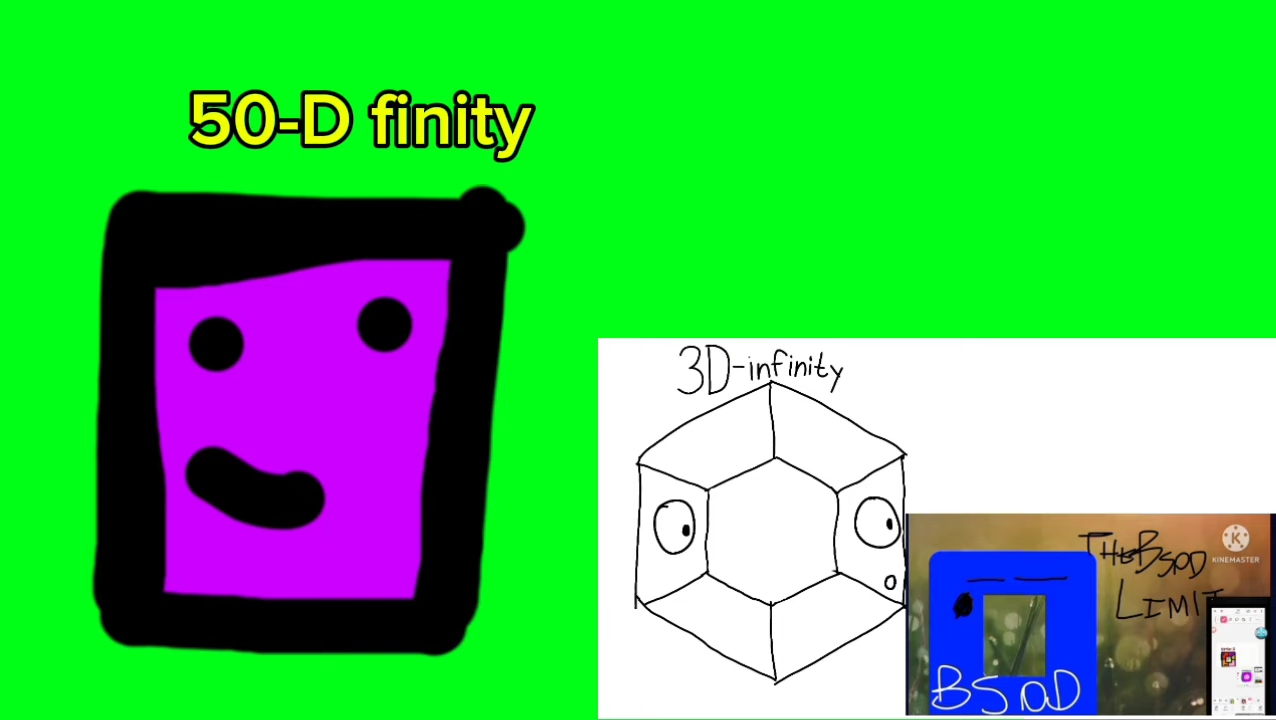 50-D finity
3D-infinity
THE BSOD
LIMIT
KINEMASTER
BSOD